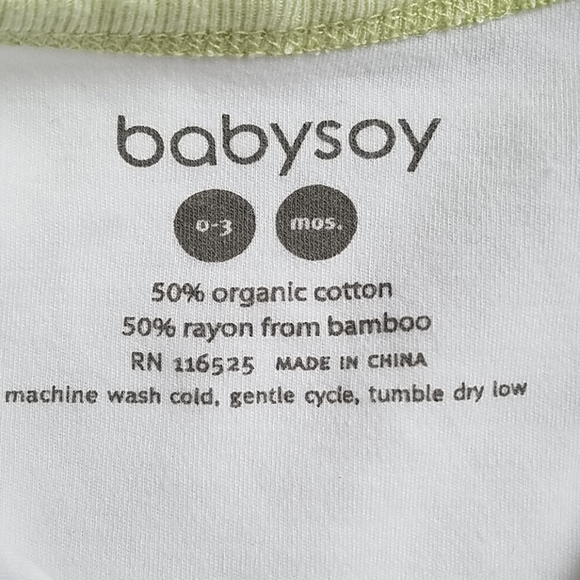 babysoy
0-3 mos.
50% organic cotton
50% rayon from bamboo
RN 116525 MADE IN CHINA
machine wash cold, gentle cycle, tumble dry low